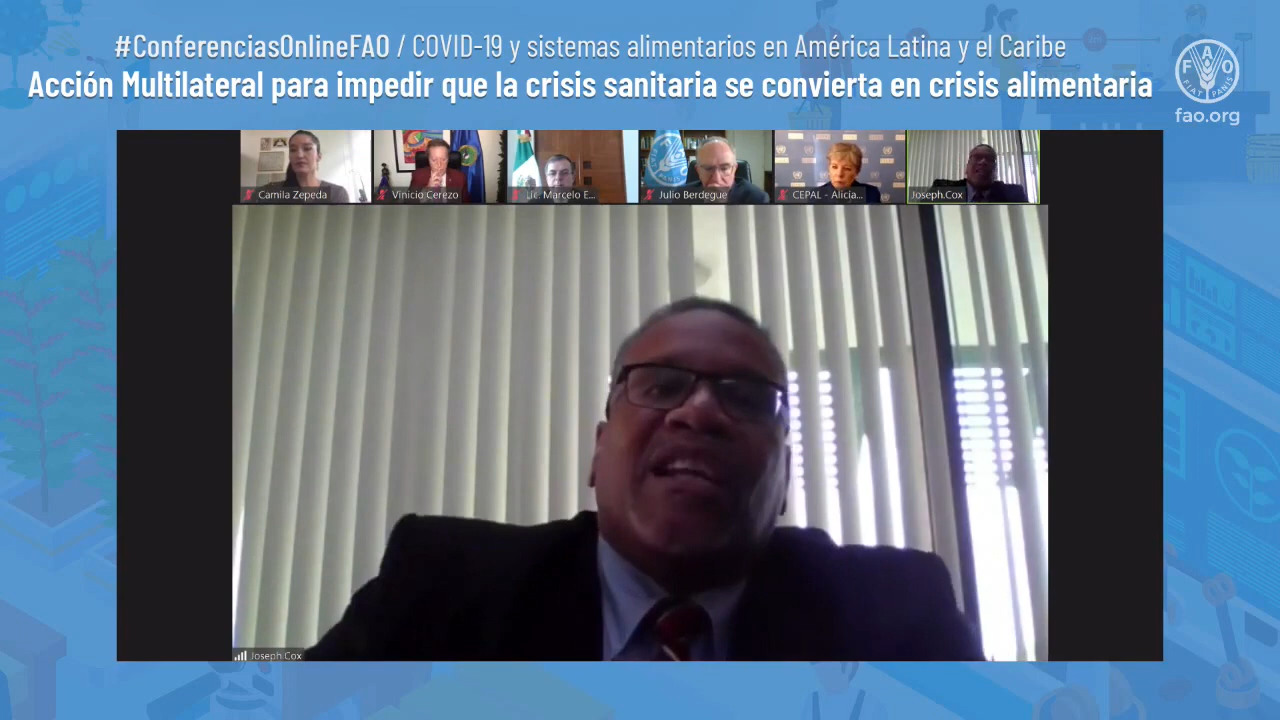 #ConferenciasOnlineFAO / COVID-19 y sistemas alimentarios en América Latina y el Caribe
Acción Multilateral para impedir que la crisis sanitaria se convierta en crisis alimentaria
F A O
FIAT PANIS
fao.org
Camila Zepeda
Vinicio Cerezo
Lic. Marcelo E...
Julio Berdegue
CEPAL - Alicia...
Joseph.Cox
Joseph.Cox